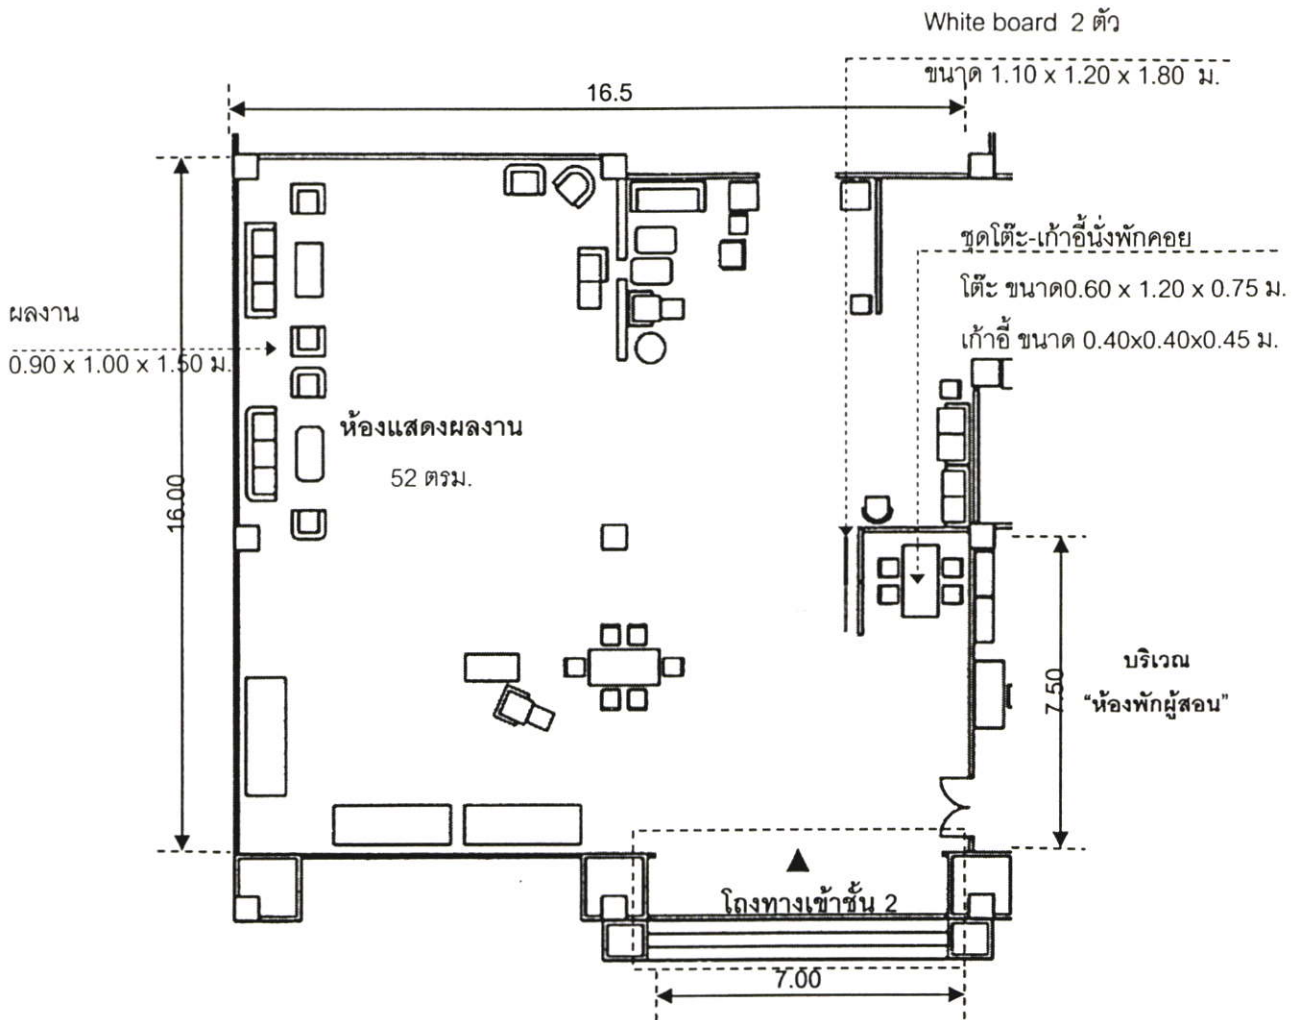 White board 2 ตัว
ขนาด 1.10 x 1.20 x 1.80 ม.
16.5
ชุดโต๊ะ-เก้าอี้นั่งพักคอย
โต๊ะ ขนาด0.60 x 1.20 x 0.75 ม.
เก้าอี้ ขนาด 0.40x0.40x0.45 ม.
ผลงาน
0.90 x 1.00 x 1.50 ม.
ห้องแสดงผลงาน
52 ตรม.
16.00
บริเวณ
“ห้องพักผู้สอน”
7.50
โถงทางเข้าชั้น 2
7.00